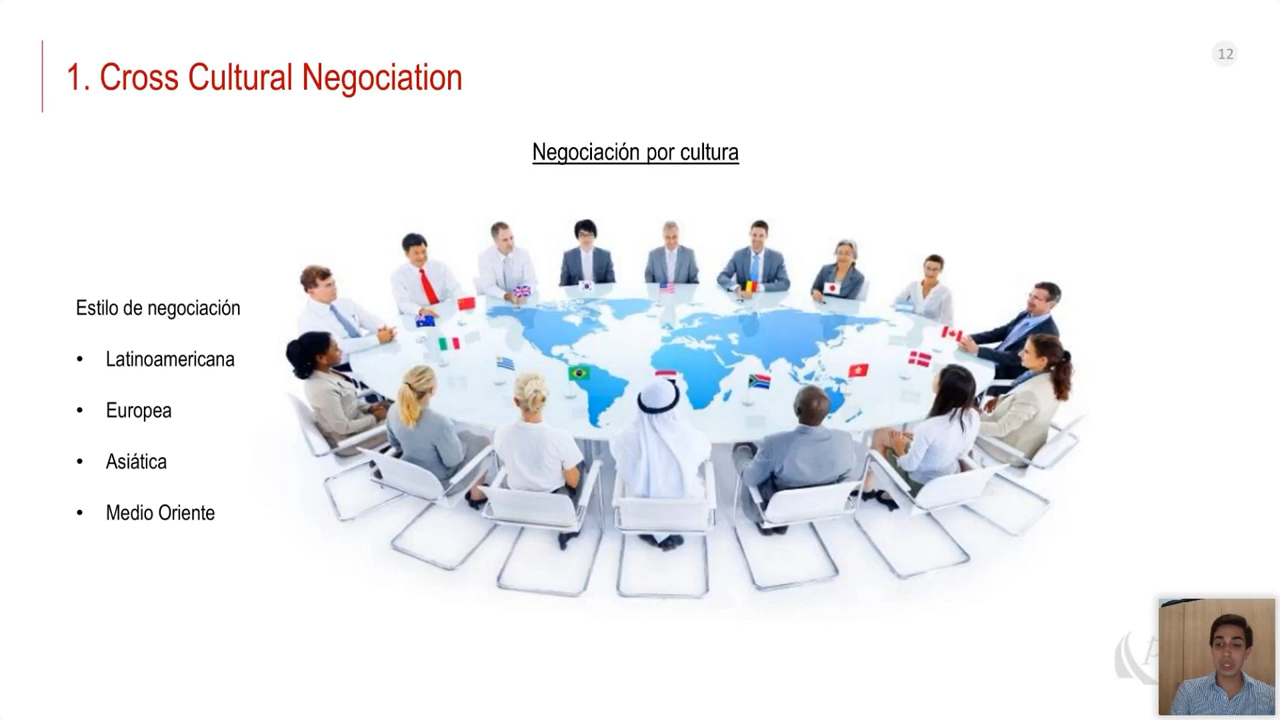 12
1. Cross Cultural Negociation
Negociación por cultura
Estilo de negociación
• Latinoamericana
• Europea
• Asiática
• Medio Oriente